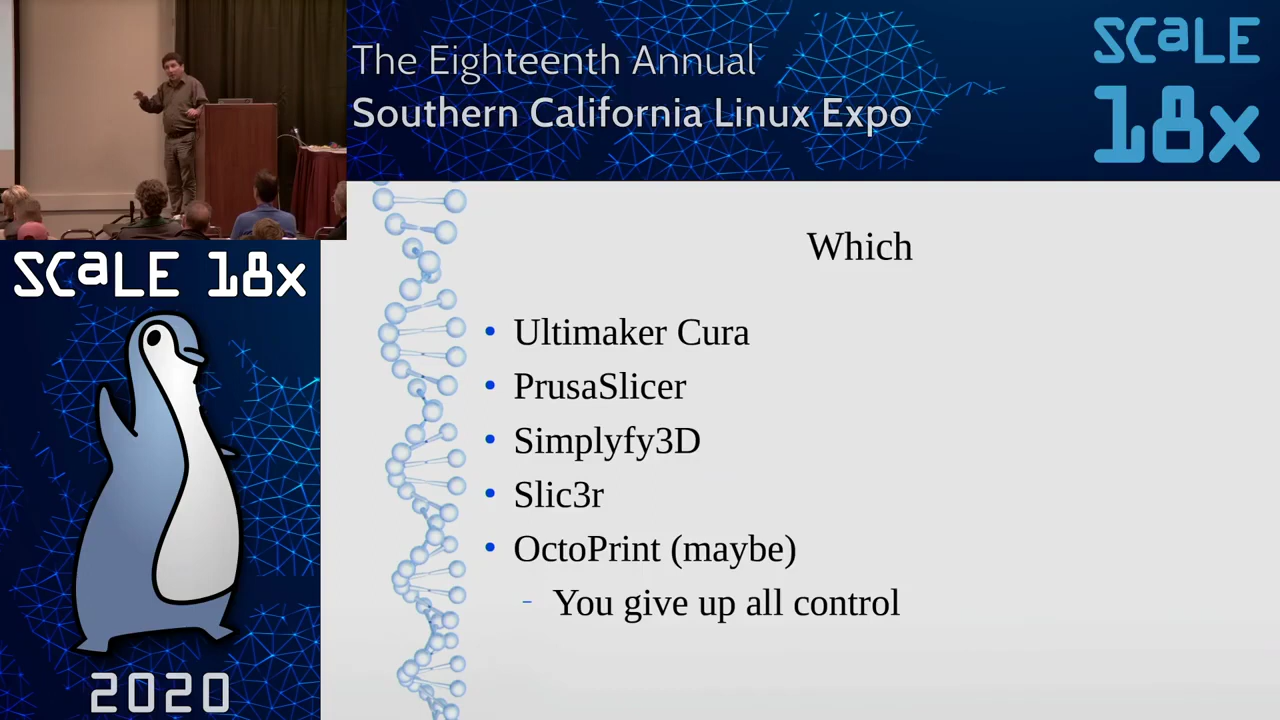 The Eighteenth Annual
Southern California Linux Expo
SCaLE
18x
SCaLE 18x
2020
Which
Ultimaker Cura
PrusaSlicer
Simplyfy3D
Slic3r
OctoPrint (maybe)
You give up all control